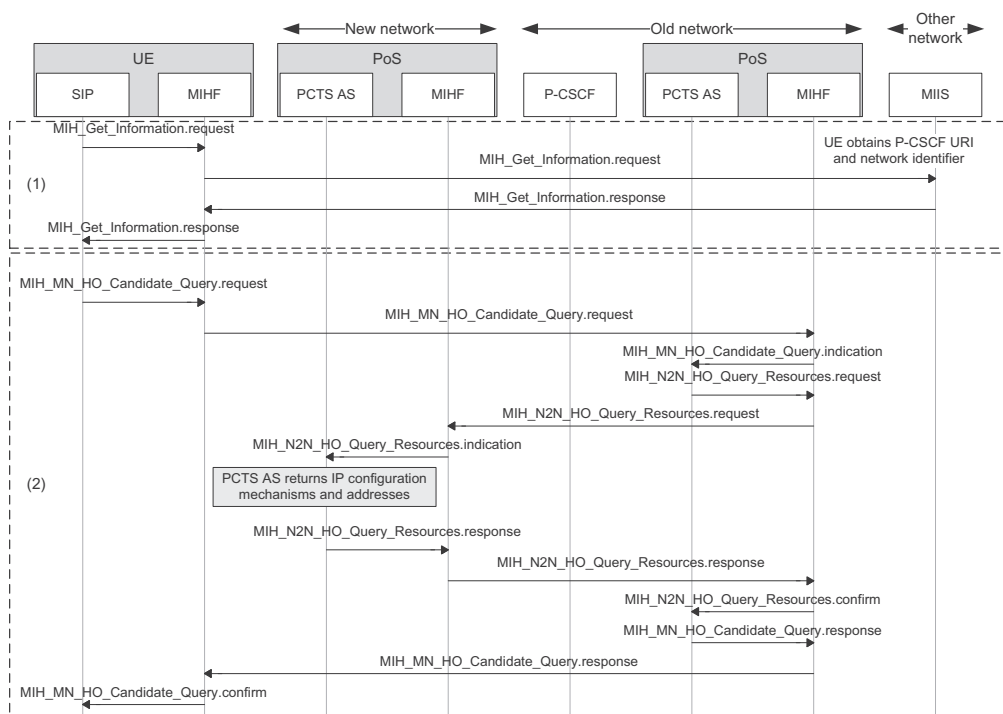 New network
Old network
Other
network
UE
PoS
PoS
SIP
MIHF
PCTS AS
MIHF
P-CSCF
PCTS AS
MIHF
MIIS
(1)
MIH_Get_Information.request
UE obtains P-CSCF URI
and network identifier
MIH_Get_Information.request
MIH_Get_Information.response
MIH_Get_Information.response
(2)
MIH_MN_HO_Candidate_Query.request
MIH_MN_HO_Candidate_Query.request
MIH_MN_HO_Candidate_Query.indication
MIH_N2N_HO_Query_Resources.request
MIH_N2N_HO_Query_Resources.request
MIH_N2N_HO_Query_Resources.indication
PCTS AS returns IP configuration
mechanisms and addresses
MIH_N2N_HO_Query_Resources.response
MIH_N2N_HO_Query_Resources.response
MIH_N2N_HO_Query_Resources.confirm
MIH_MN_HO_Candidate_Query.response
MIH_MN_HO_Candidate_Query.response
MIH_MN_HO_Candidate_Query.confirm